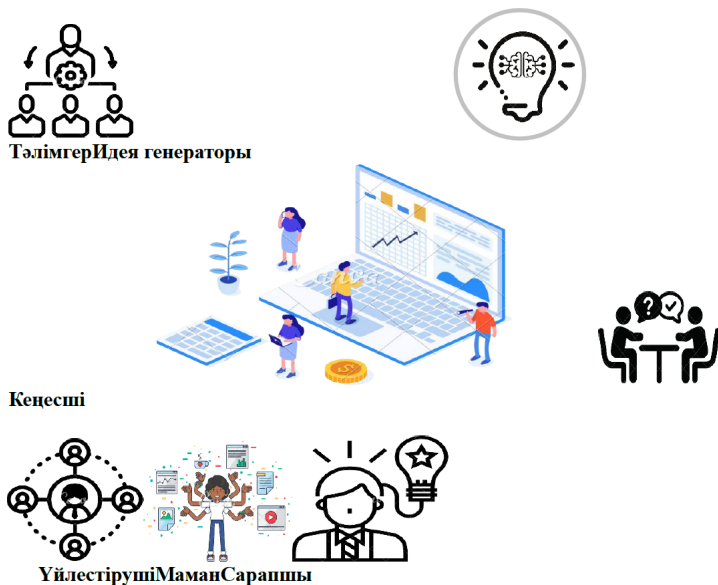 ТәлімгерИдея генераторы
Кеңесші
ҮйлестірушіМаманСарапшы